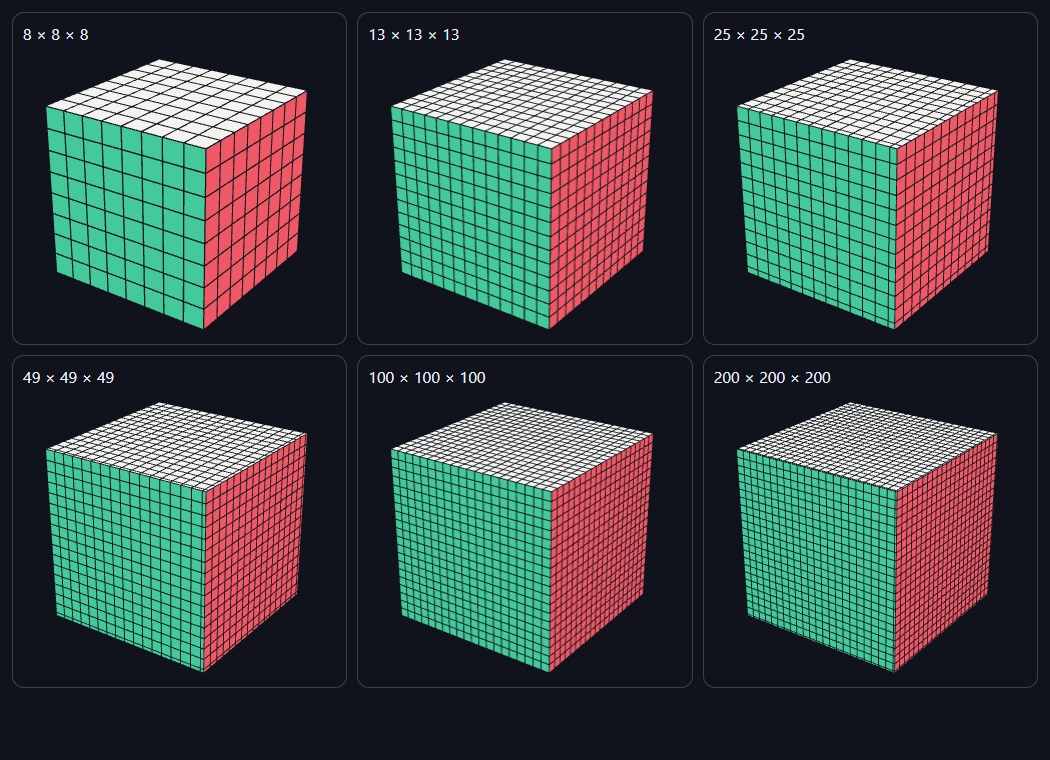 8 × 8 × 8
13 × 13 × 13
25 × 25 × 25
49 × 49 × 49
100 × 100 × 100
200 × 200 × 200